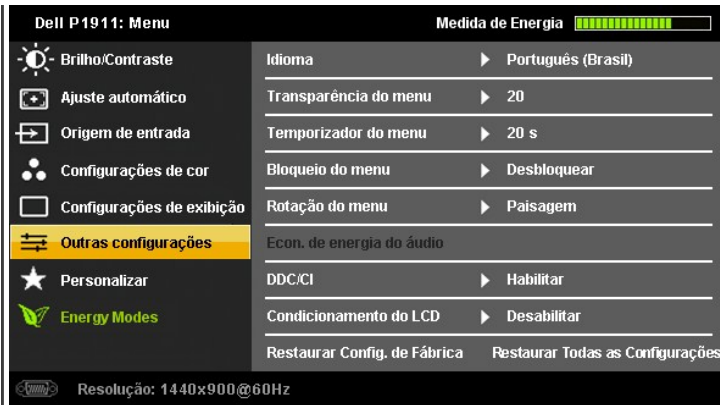 Dell P1911: Menu Medida de Energia
Brilho/Contraste Idioma Português (Brasil)
Ajuste automático Transparência do menu 20
Origem de entrada Temporizador do menu 20 s
Configurações de cor Bloqueio do menu Desbloquear
Configurações de exibição Rotação do menu Paisagem
Outras configurações Econ. de energia do áudio
Personalizar DDC/CI Habilitar
Energy Modes Condicionamento do LCD Desabilitar
Restaurar Config. de Fábrica Restaurar Todas as Configurações
Resolução: 1440x900@60Hz